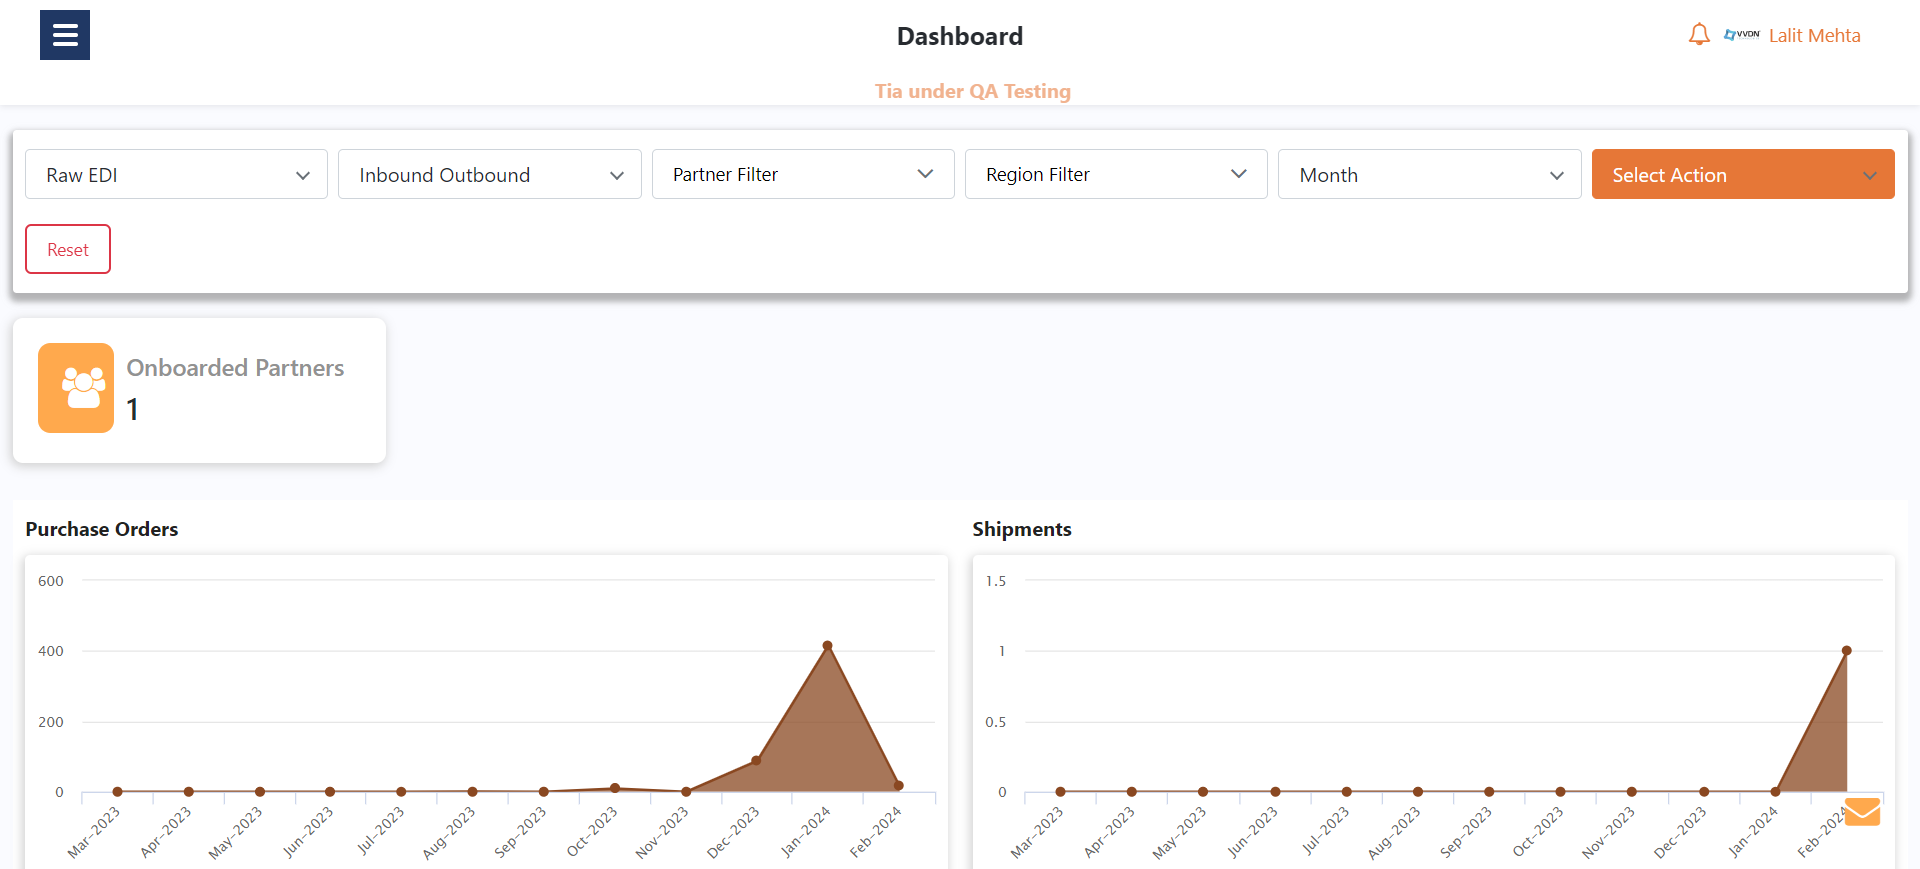 Dashboard
VVDN Lalit Mehta
Tia under QA Testing
Raw EDI
Inbound Outbound
Partner Filter
Region Filter
Month
Select Action
Reset
Onboarded Partners
1
Purchase Orders
600
400
200
0
Mar-2023
Apr-2023
May-2023
Jun-2023
Jul-2023
Aug-2023
Sep-2023
Oct-2023
Nov-2023
Dec-2023
Jan-2024
Feb-2024
Shipments
1.5
1
0.5
0
Mar-2023
Apr-2023
May-2023
Jun-2023
Jul-2023
Aug-2023
Sep-2023
Oct-2023
Nov-2023
Dec-2023
Jan-2024
Feb-2024